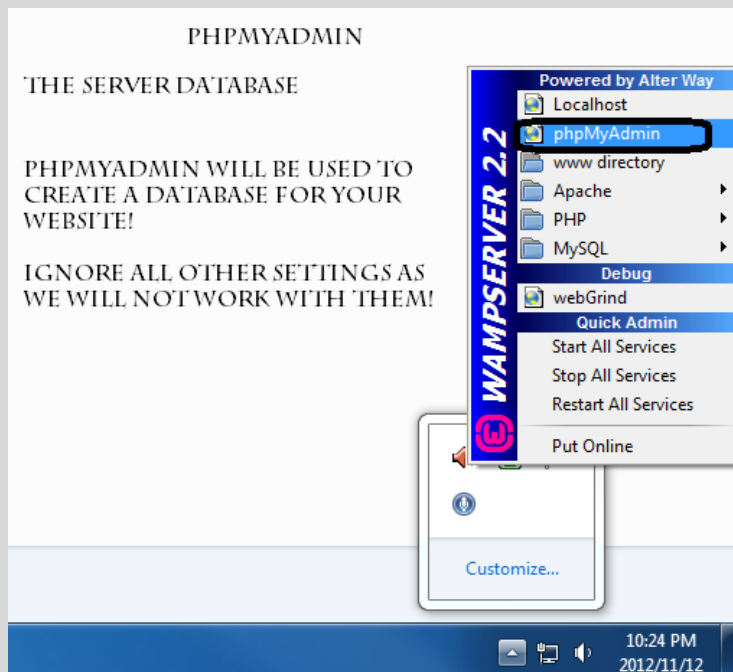 PHPMYADMIN
THE SERVER DATABASE
PHPMYADMIN WILL BE USED TO
CREATE A DATABASE FOR YOUR
WEBSITE!
IGNORE ALL OTHER SETTINGS AS
WE WILL NOT WORK WITH THEM!
WAMPSERVER 2.2
Powered by Alter Way
Localhost
phpMyAdmin
www directory
Apache
PHP
MySQL
Debug
webGrind
Quick Admin
Start All Services
Stop All Services
Restart All Services
Put Online
Customize...
10:24 PM
2012/11/12